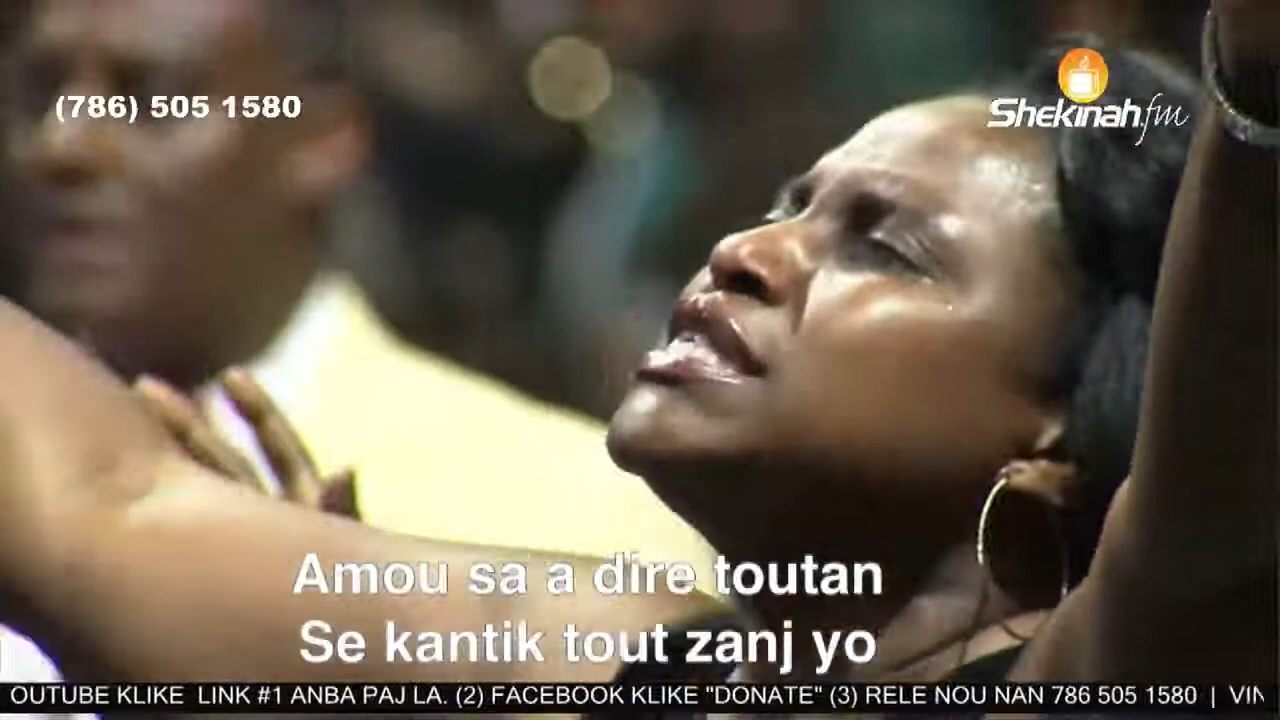 (786) 505 1580
Shekinah.fm
Amou sa a dire toutan
Se kantik tout zanj yo
OUTUBE KLIKE LINK #1 ANBA PAJ LA. (2) FACEBOOK KLIKE "DONATE" (3) RELE NOU NAN 786 505 1580 | VIN